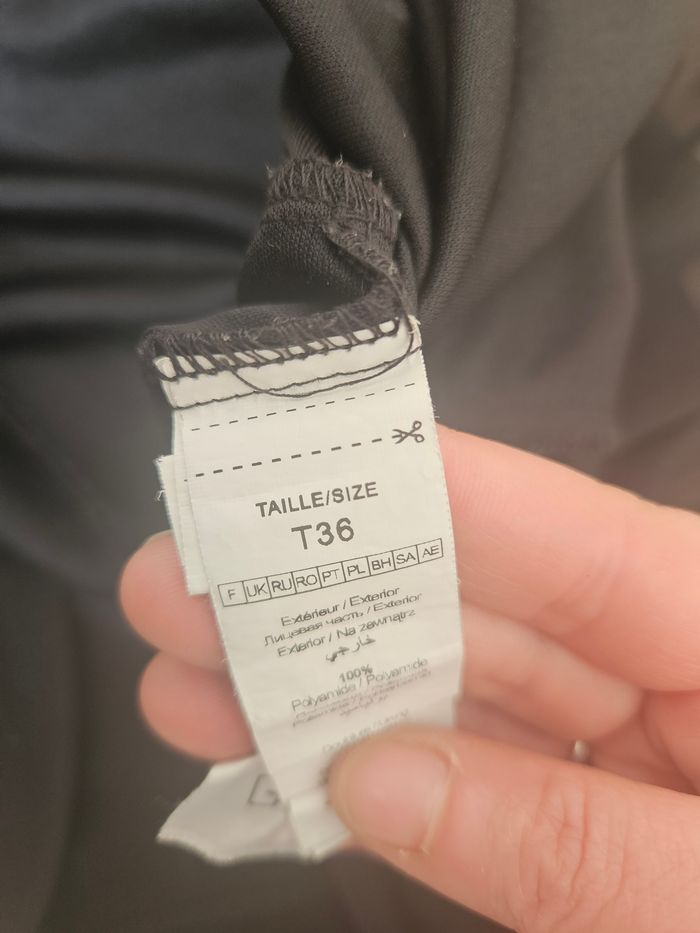 TAILLE/SIZE
T36
F UK RU RO PT PL BH SA AE
Extérieur / Exterior
Лицевая часть / Exterior
Exterior / Na zewnątrz
خارجي
100%
Polyamide / Polyamide
G